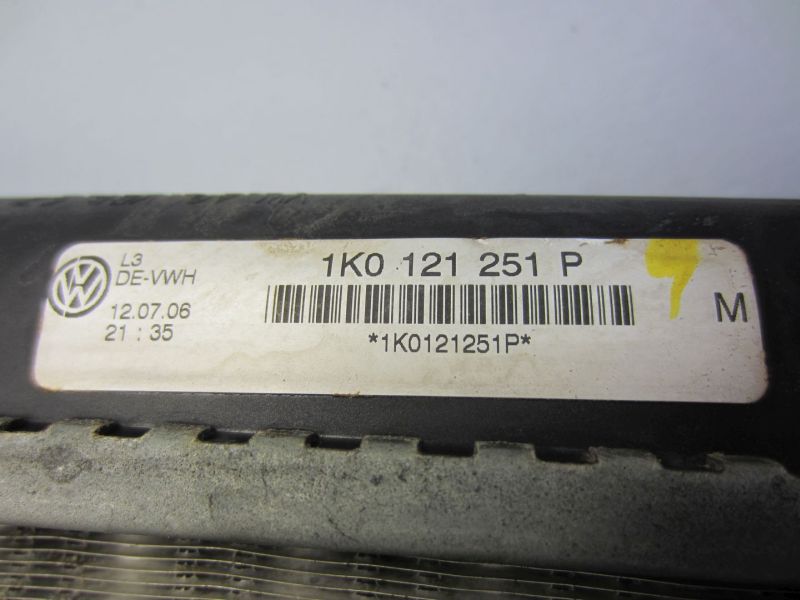 L3
DE-VWH
12.07.06
21 : 35
1K0 121 251 P
*1K0121251P*
M